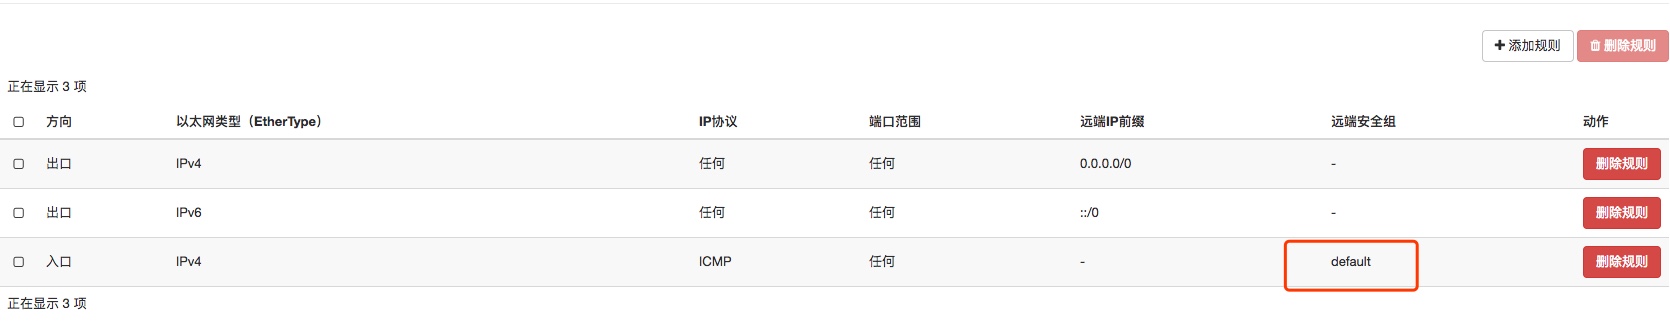 添加规则 删除规则
正在显示 3 项
方向 以太网类型（EtherType） IP协议 端口范围 远端IP前缀 远端安全组 动作
出口 IPv4 任何 任何 0.0.0.0/0 - 删除规则
出口 IPv6 任何 任何 ::/0 - 删除规则
入口 IPv4 ICMP 任何 - default 删除规则
正在显示 3 项